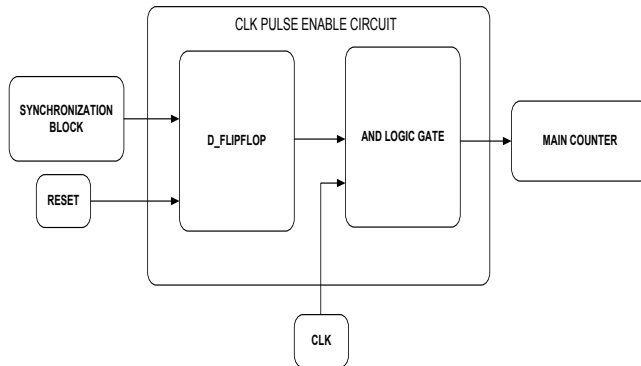 CLK PULSE ENABLE CIRCUIT
SYNCHRONIZATION
BLOCK
D_FLIPFLOP
AND LOGIC GATE
MAIN COUNTER
RESET
CLK